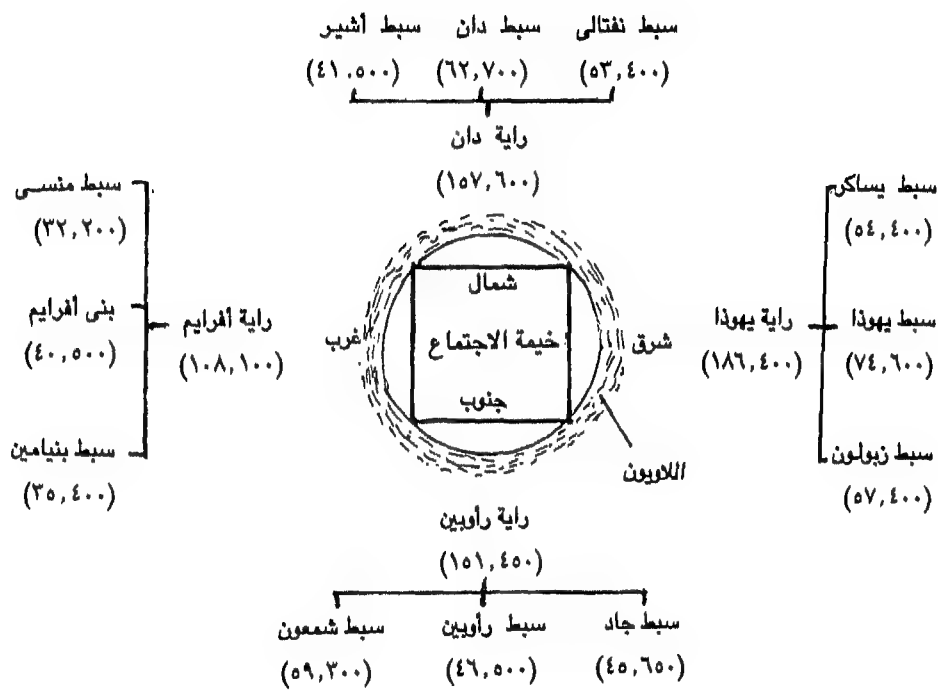 سبط نفتالى سبط دان سبط أشير
(٥٣,٤٠٠) (٦٢,٧٠٠) (٤١,٥٠٠)
راية دان
(١٥٧,٦٠٠)
سبط يساكر
(٥٤,٤٠٠)
سبط يهوذا
(٧٤,٦٠٠)
سبط زبولون
(٥٧,٤٠٠)
راية يهوذا
(١٨٦,٤٠٠)
شرق
شمال
خيمة الاجتماع
جنوب
غرب
اللاويون
راية أفرايم
(١٠٨,١٠٠)
سبط منسى
(٣٢,٢٠٠)
بنى أفرايم
(٤٠,٥٠٠)
سبط بنيامين
(٣٥,٤٠٠)
راية رأوبين
(١٥١,٤٥٠)
سبط جاد سبط رأوبين سبط شمعون
(٤٥,٦٥٠) (٤٦,٥٠٠) (٥٩,٣٠٠)